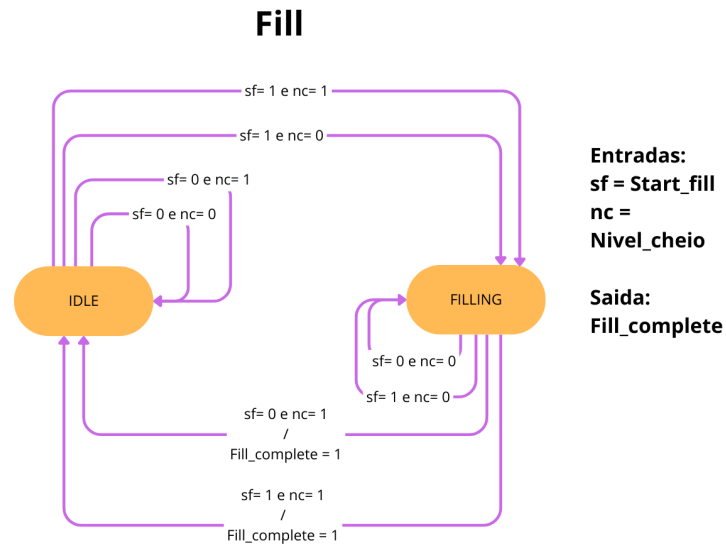 Fill
sf= 1 e nc= 1
sf= 1 e nc= 0
sf= 0 e nc= 1
sf= 0 e nc= 0
IDLE
FILLING
sf= 0 e nc= 0
sf= 1 e nc= 0
sf= 0 e nc= 1
/
Fill_complete = 1
sf= 1 e nc= 1
/
Fill_complete = 1
Entradas:
sf = Start_fill
nc =
Nivel_cheio
Saida:
Fill_complete